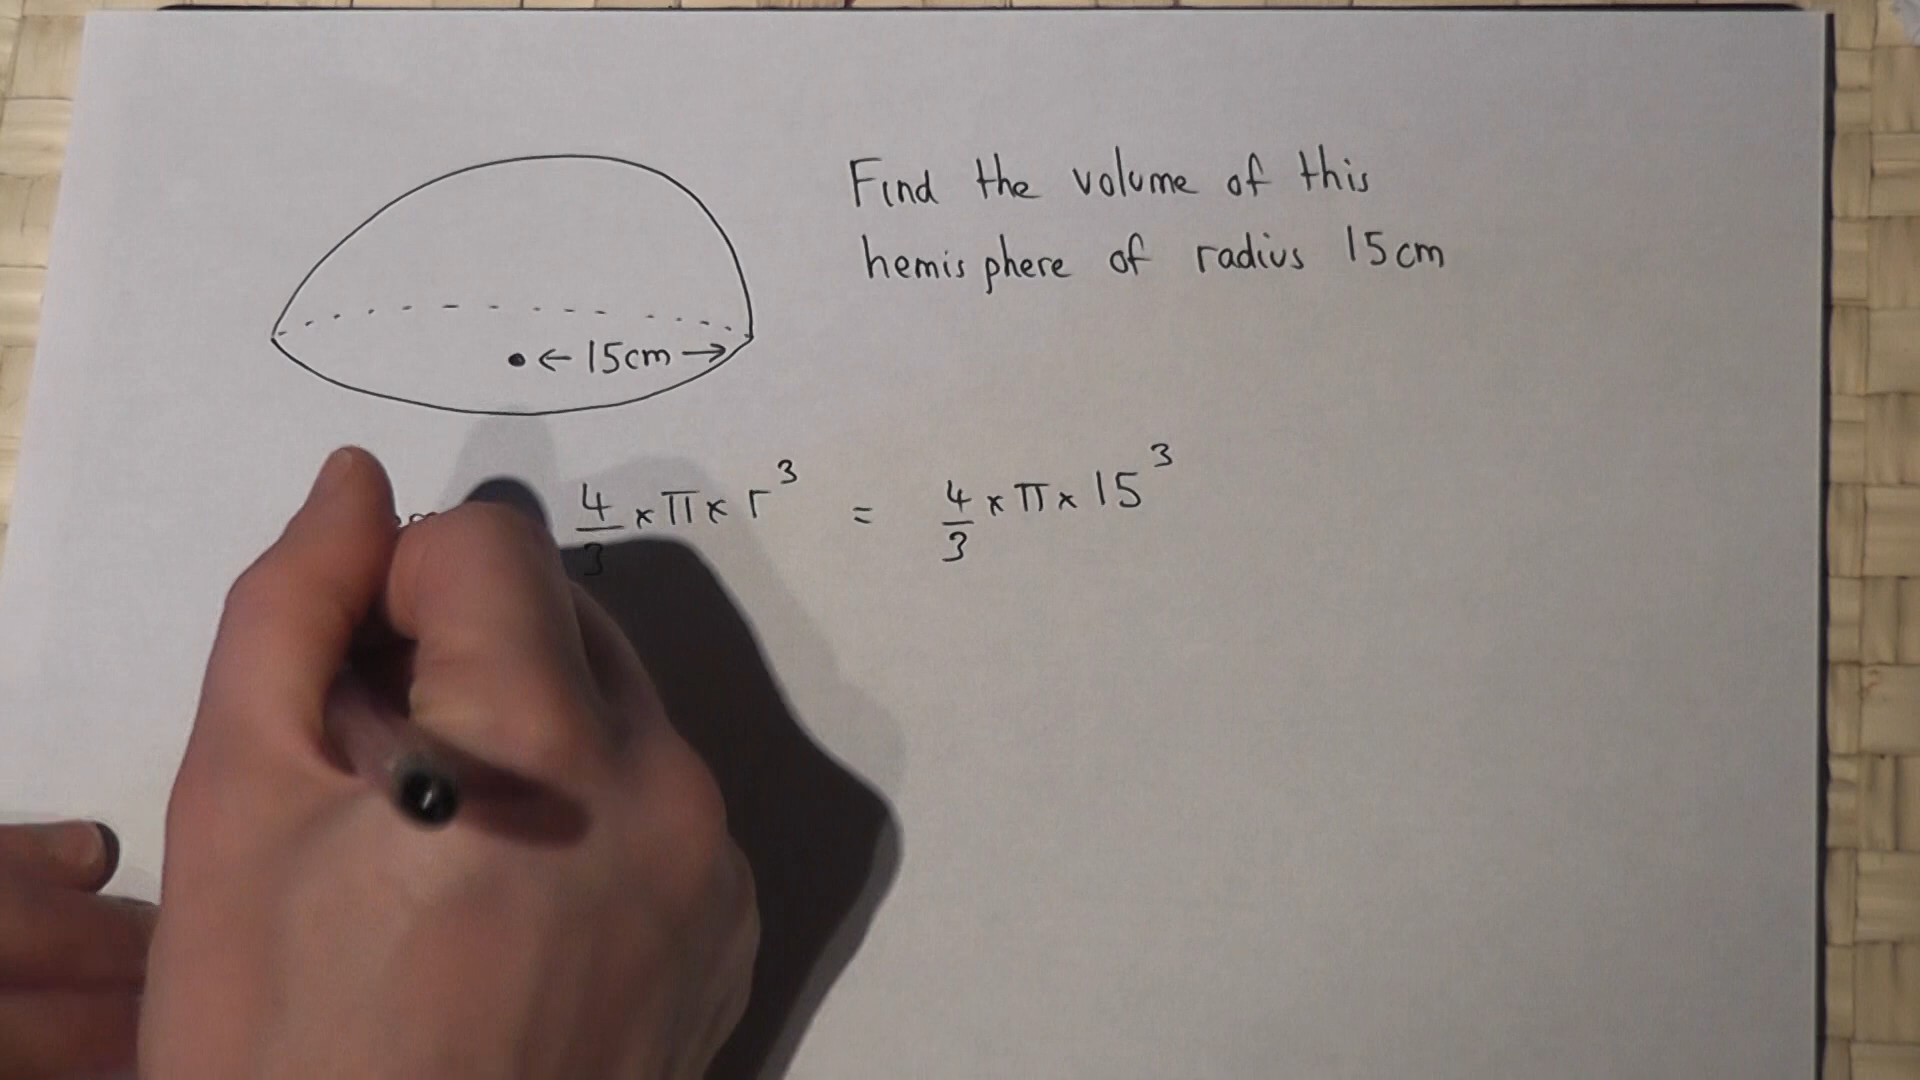 Find the volume of this
hemisphere of radius 15cm
← 15cm →
4/3 × π × r³ = 4/3 × π × 15³